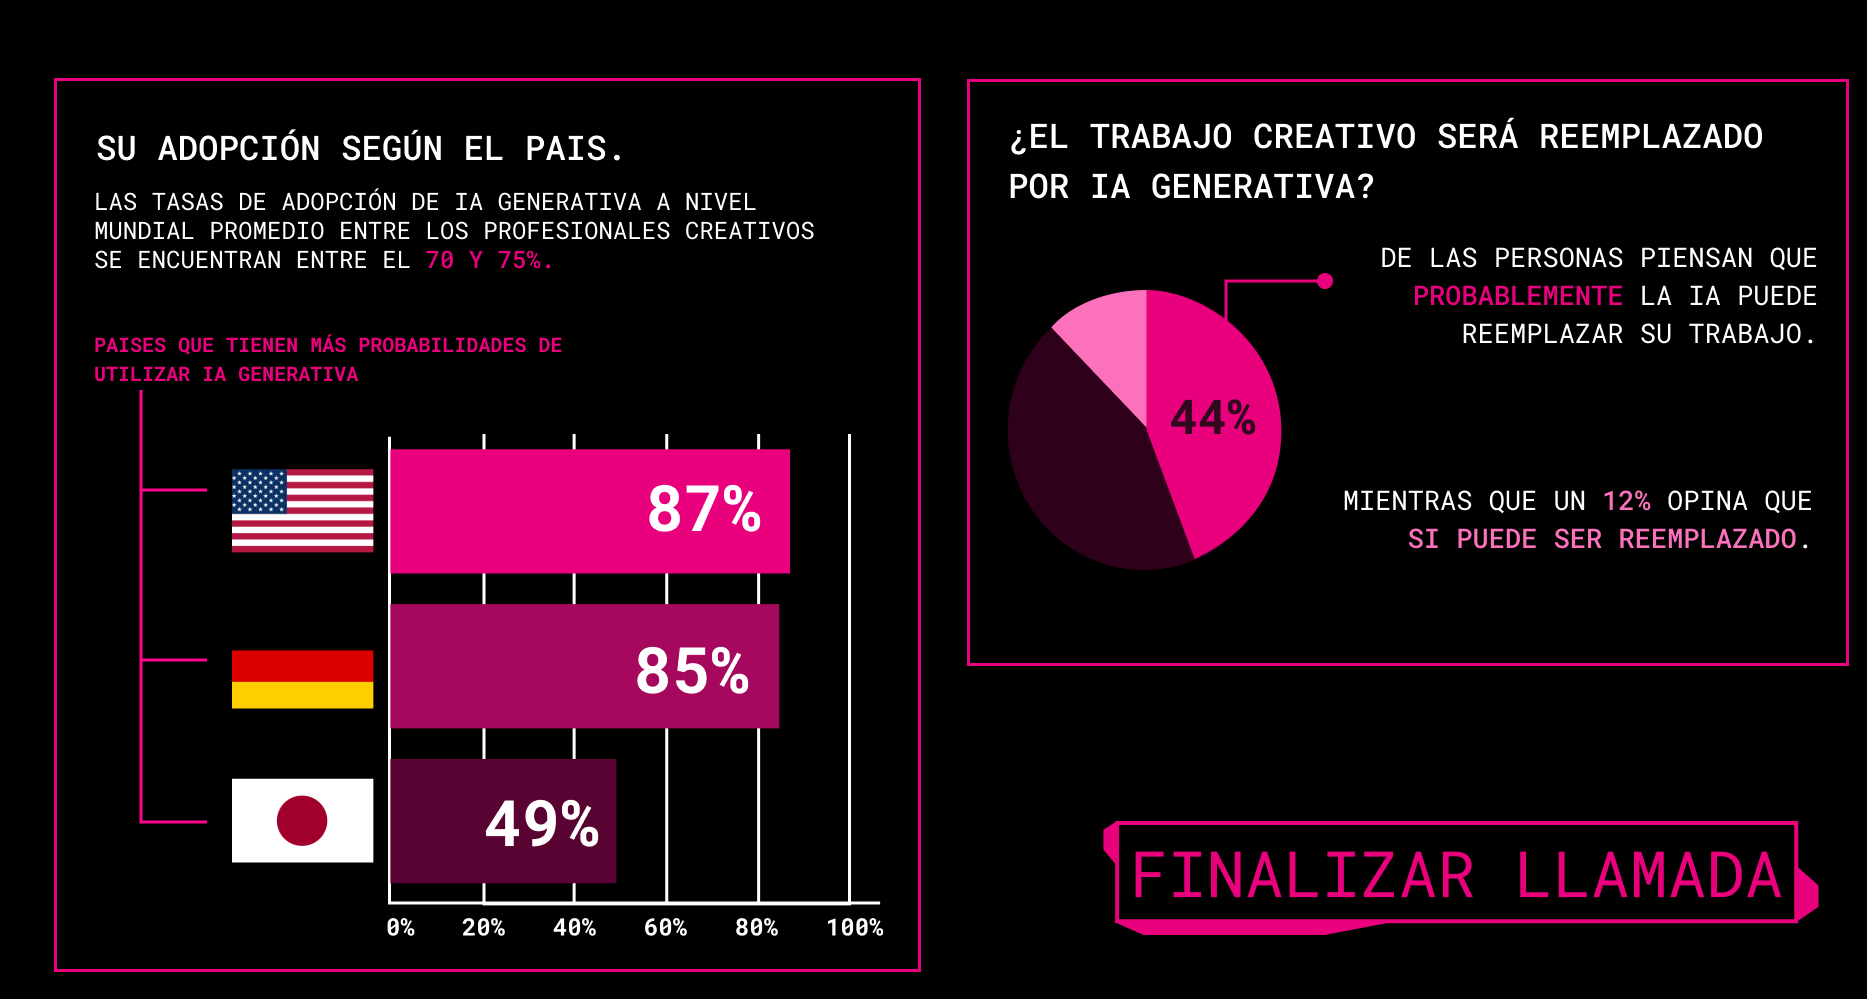 SU ADOPCIÓN SEGÚN EL PAIS.
LAS TASAS DE ADOPCIÓN DE IA GENERATIVA A NIVEL
MUNDIAL PROMEDIO ENTRE LOS PROFESIONALES CREATIVOS
SE ENCUENTRAN ENTRE EL 70 Y 75%.
PAISES QUE TIENEN MÁS PROBABILIDADES DE
UTILIZAR IA GENERATIVA
87%
85%
49%
0% 20% 40% 60% 80% 100%
¿EL TRABAJO CREATIVO SERÁ REEMPLAZADO
POR IA GENERATIVA?
DE LAS PERSONAS PIENSAN QUE
PROBABLEMENTE LA IA PUEDE
REEMPLAZAR SU TRABAJO.
44%
MIENTRAS QUE UN 12% OPINA QUE
SI PUEDE SER REEMPLAZADO.
FINALIZAR LLAMADA